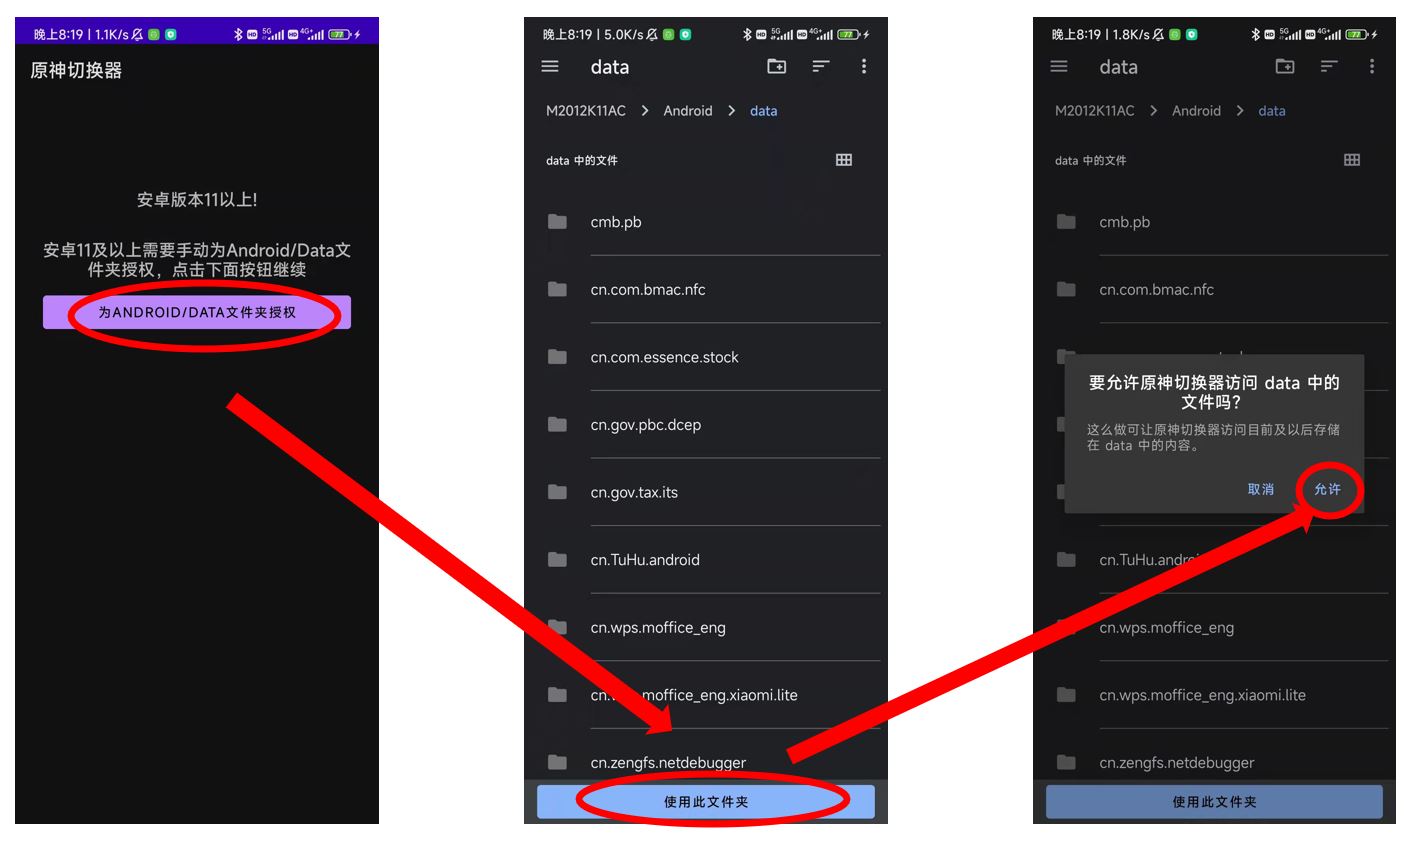 晚上8:19 | 1.1K/s
5G
4G+
77
原神切换器
安卓版本11以上!
安卓11及以上需要手动为Android/Data文
件夹授权，点击下面按钮继续
为ANDROID/DATA文件夹授权
晚上8:19 | 5.0K/s
5G
4G+
77
data
M2012K11AC > Android > data
data 中的文件
cmb.pb
cn.com.bmac.nfc
cn.com.essence.stock
cn.gov.pbc.dcep
cn.gov.tax.its
cn.TuHu.android
cn.wps.moffice_eng
moffice_eng.xiaomi.lite
cn.zengfs.netdebugger
使用此文件夹
晚上8:19 | 1.8K/s
5G
4G+
77
data
M2012K11AC > Android > data
data 中的文件
cmb.pb
cn.com.bmac.nfc
要允许原神切换器访问 data 中的
文件吗?
这么做可让原神切换器访问目前及以后存储
在 data 中的内容。
取消
允许
cn.TuHu.andro
cn.wps.moffice_eng
cn.wps.moffice_eng.xiaomi.lite
cn.zengfs.netdebugger
使用此文件夹